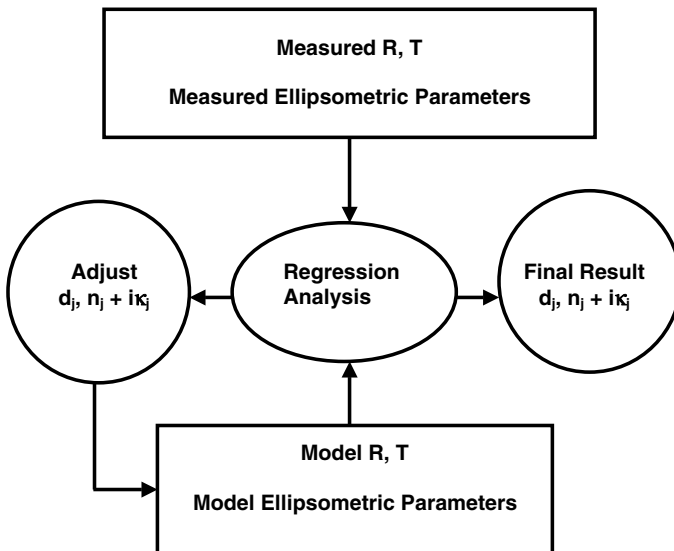 Measured R, T
Measured Ellipsometric Parameters
Adjust
dⱼ, nⱼ + iκⱼ
Regression
Analysis
Final Result
dⱼ, nⱼ + iκⱼ
Model R, T
Model Ellipsometric Parameters